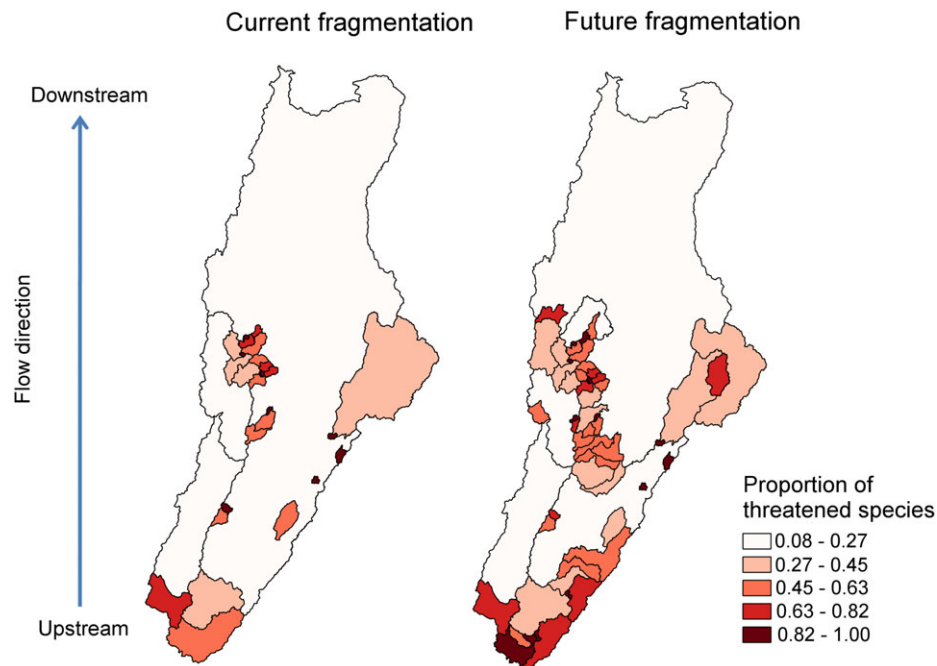 Current fragmentation
Future fragmentation
Downstream
Flow direction
Upstream
Proportion of
threatened species
0.08 - 0.27
0.27 - 0.45
0.45 - 0.63
0.63 - 0.82
0.82 - 1.00